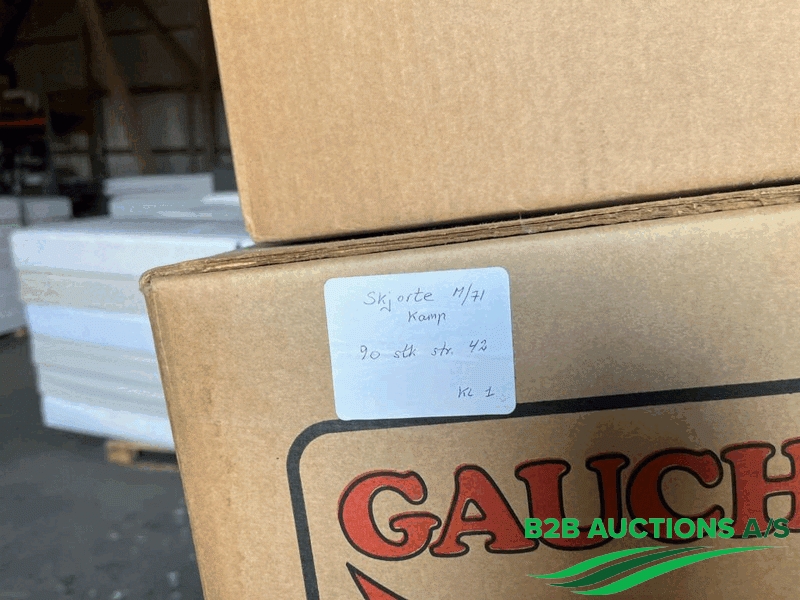 Skjorte M/71
Kamp
90 stk str. 42
KL 1
GAUCH
B2B AUCTIONS A/S